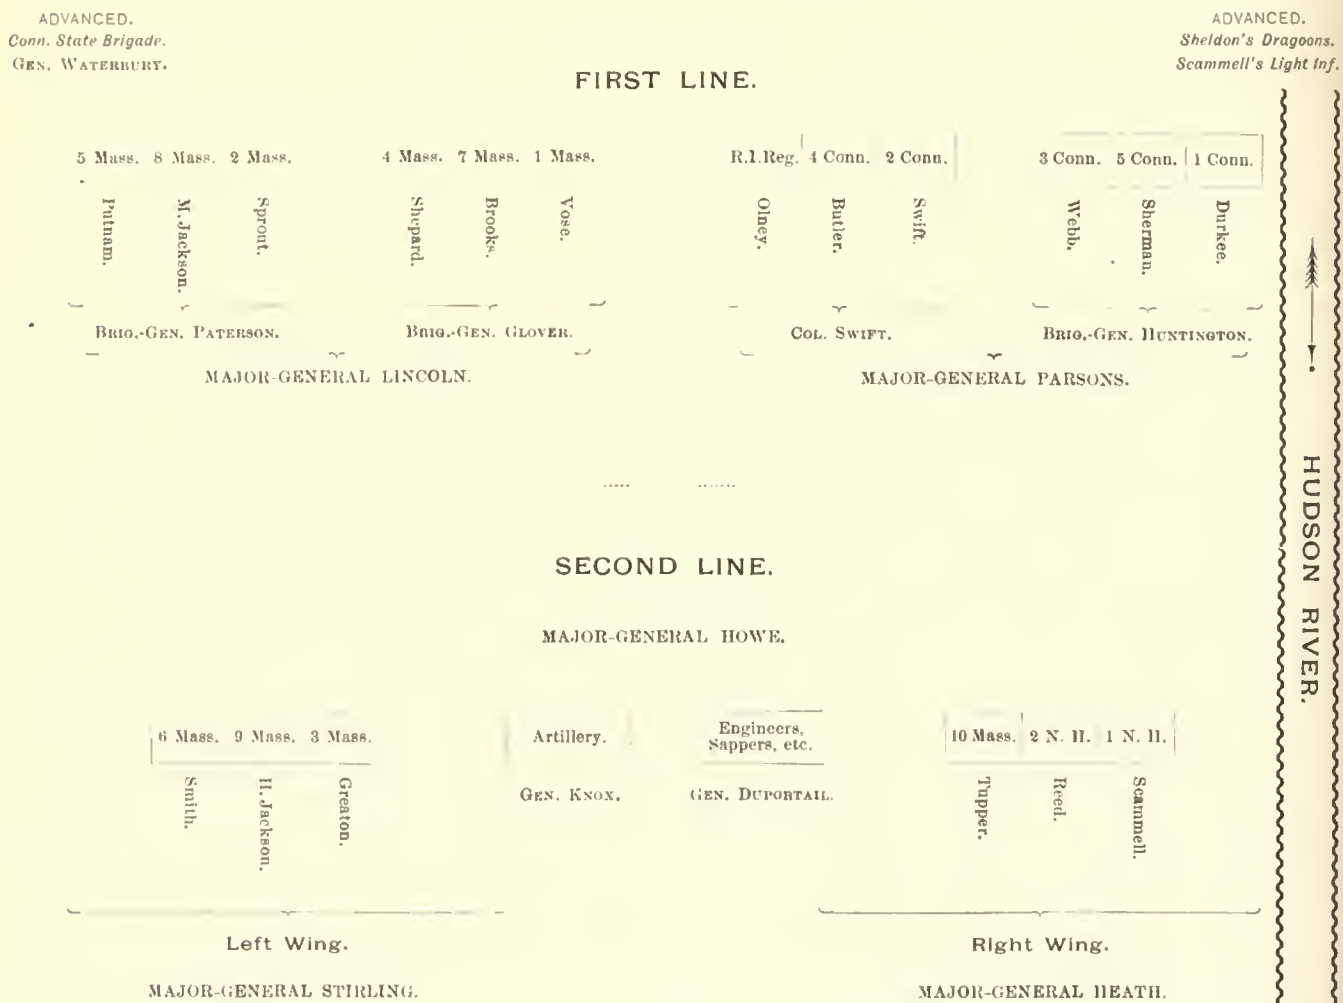 ADVANCED.
Conn. State Brigade.
GEN. WATERBURY.
ADVANCED.
Sheldon's Dragoons.
Scammell's Light Inf.
FIRST LINE.
5 Mass. 8 Mass. 2 Mass.
4 Mass. 7 Mass. 1 Mass.
R.I.Reg. 4 Conn. 2 Conn.
3 Conn. 5 Conn. 1 Conn.
Putnam.
M. Jackson.
Sprout.
Shepard.
Brooks.
Vose.
Olney.
Butler.
Swift.
Webb.
Sherman.
Durkee.
BRIG.-GEN. PATERSON.
BRIG.-GEN. GLOVER.
COL. SWIFT.
BRIG.-GEN. HUNTINGTON.
MAJOR-GENERAL LINCOLN.
MAJOR-GENERAL PARSONS.
HUDSON RIVER.
SECOND LINE.
MAJOR-GENERAL HOWE.
6 Mass. 9 Mass. 3 Mass.
Artillery.
Engineers,
Sappers, etc.
10 Mass. 2 N. H. 1 N. H.
Smith.
H. Jackson.
Greaton.
GEN. KNOX.
GEN. DUPORTAIL.
Tupper.
Reed.
Scammell.
Left Wing.
Right Wing.
MAJOR-GENERAL STIRLING.
MAJOR-GENERAL HEATH.